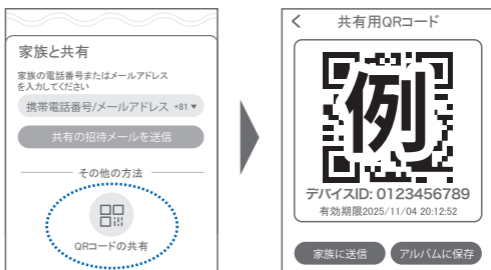 家族と共有
家族の電話番号またはメールアドレス
を入力してください
携帯電話番号/メールアドレス +81▼
共有の招待メールを送信
その他の方法
QRコードの共有
< 共有用QRコード
例
デバイスID: 0123456789
有効期限2025/11/04 20:12:52
家族に送信
アルバムに保存